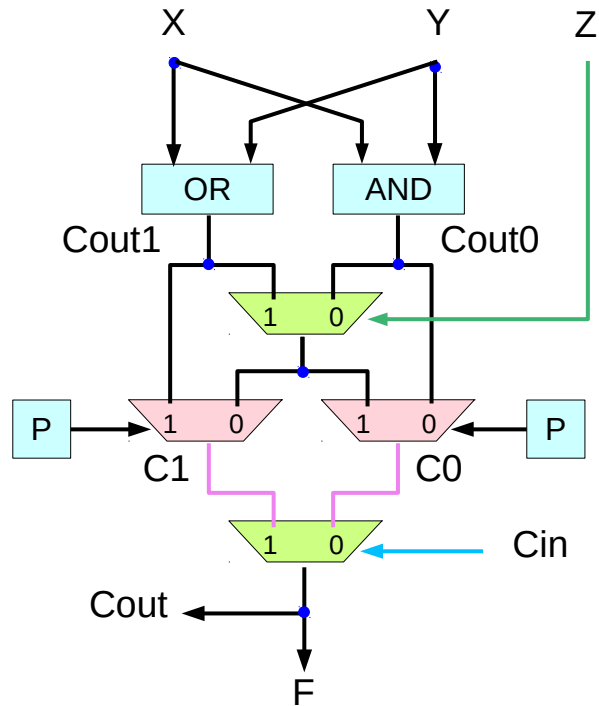 X Y Z
OR AND
Cout1 Cout0
1 0
P 1 0 1 0 P
C1 C0
1 0
Cin
Cout
F